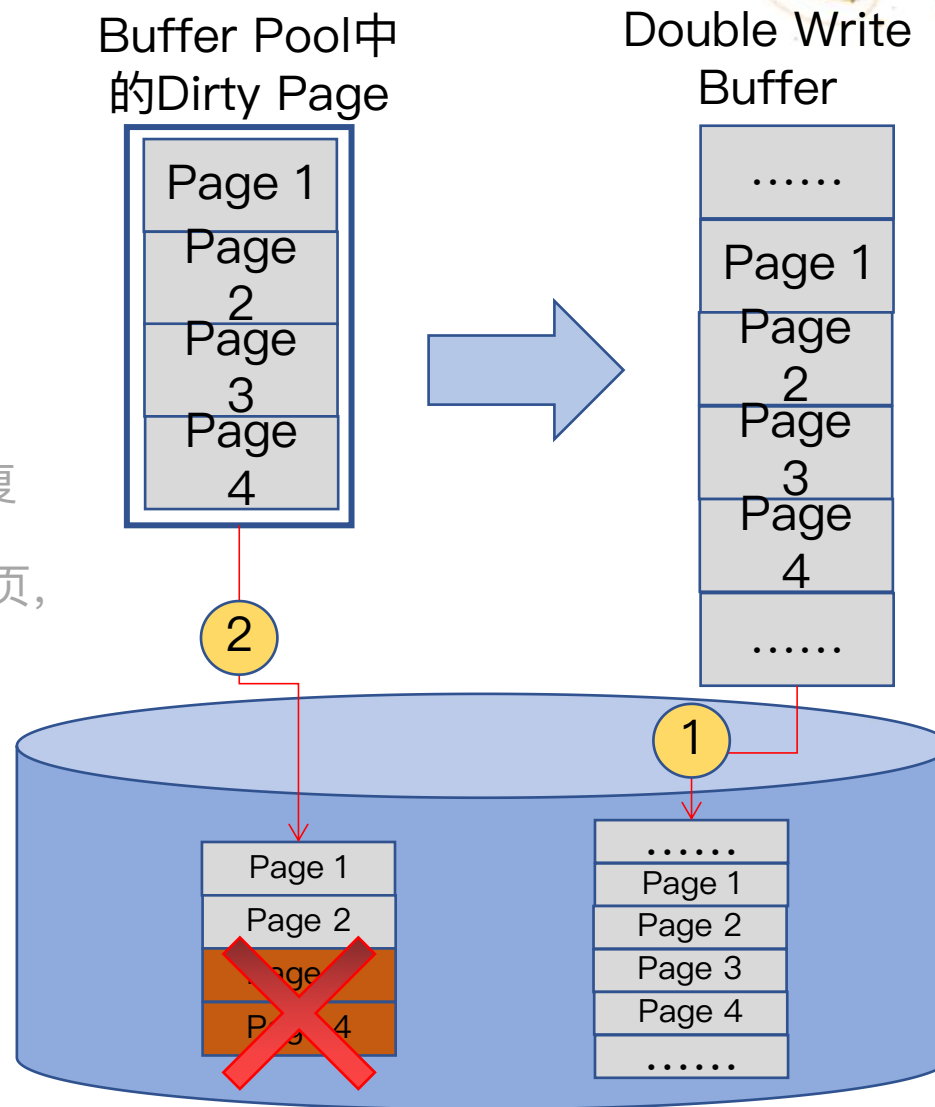 Buffer Pool中
的Dirty Page
Page 1
Page
2
Page
3
Page
4
Double Write
Buffer
......
Page 1
Page
2
Page
3
Page
4
......
页，
2
1
Page 1
Page 2
4
......
Page 1
Page 2
Page 3
Page 4
......